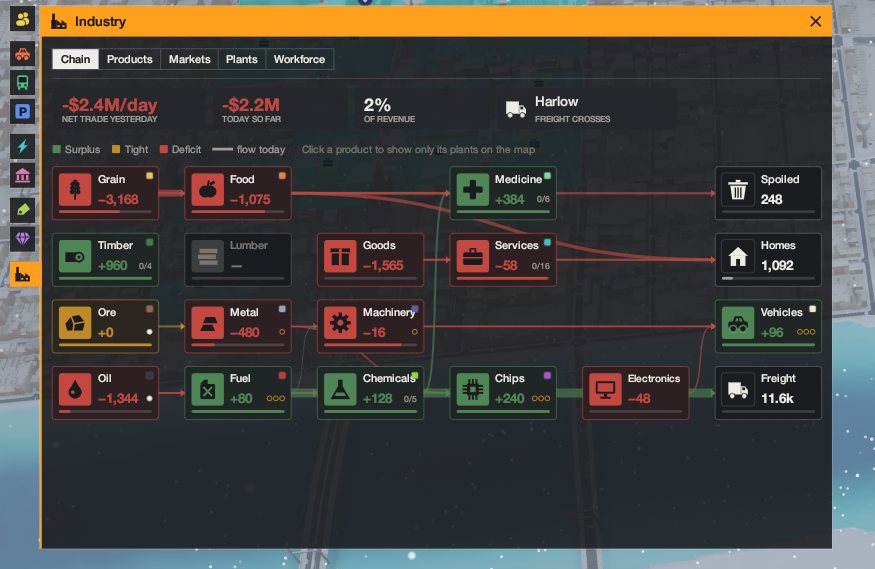 Industry
Chain Products Markets Plants Workforce
-$2.4M/day -$2.2M 2% Harlow
NET TRADE YESTERDAY TODAY SO FAR OF REVENUE FREIGHT CROSSES
Surplus Tight Deficit flow today Click a product to show only its plants on the map
Grain Food Medicine Spoiled
−3,168 −1,075 +384 0/6 248
Timber Lumber Goods Services Homes
+960 0/4 — −1,565 −58 0/16 1,092
Ore Metal Machinery Vehicles
+0 −480 −16 +96
Oil Fuel Chemicals Chips Electronics Freight
−1,344 +80 +128 0/5 +240 −48 11.6k